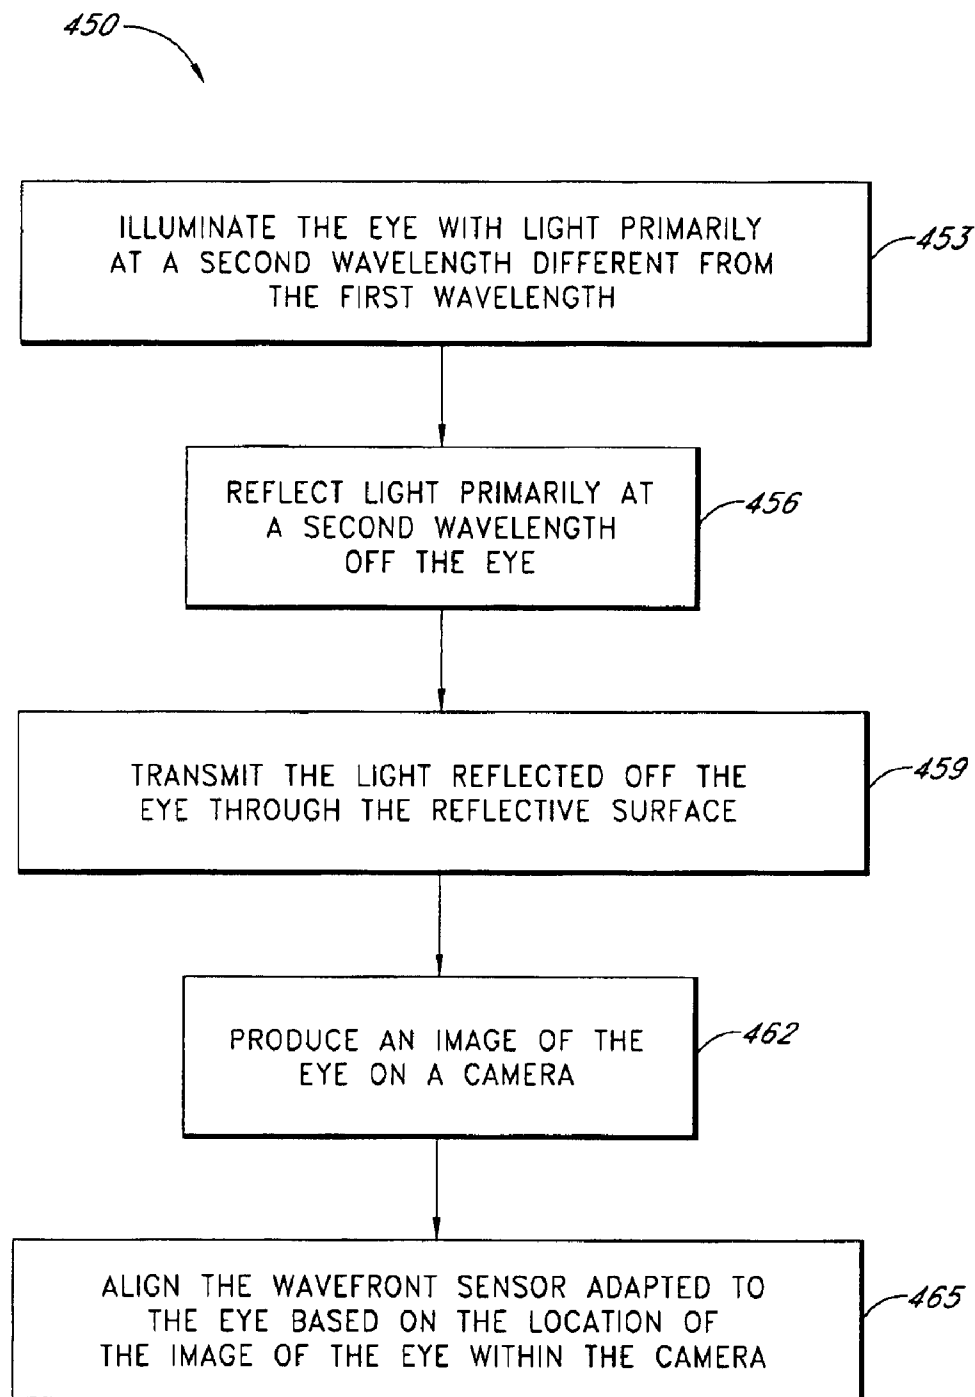 450
ILLUMINATE THE EYE WITH LIGHT PRIMARILY
AT A SECOND WAVELENGTH DIFFERENT FROM
THE FIRST WAVELENGTH
453
REFLECT LIGHT PRIMARILY AT
A SECOND WAVELENGTH
OFF THE EYE
456
TRANSMIT THE LIGHT REFLECTED OFF THE
EYE THROUGH THE REFLECTIVE SURFACE
459
PRODUCE AN IMAGE OF THE
EYE ON A CAMERA
462
ALIGN THE WAVEFRONT SENSOR ADAPTED TO
THE EYE BASED ON THE LOCATION OF
THE IMAGE OF THE EYE WITHIN THE CAMERA
465